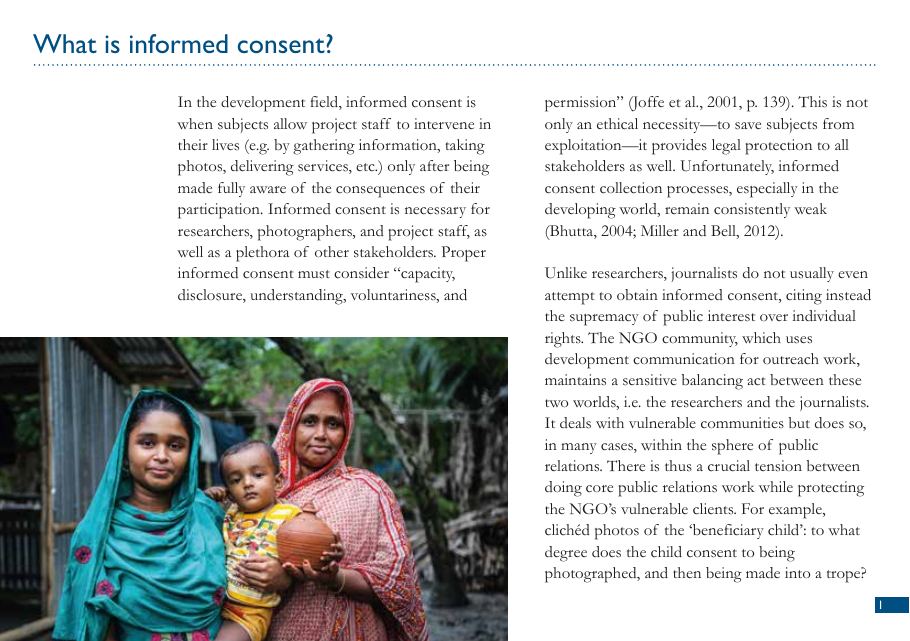 What is informed consent?
In the development field, informed consent is
when subjects allow project staff to intervene in
their lives (e.g. by gathering information, taking
photos, delivering services, etc.) only after being
made fully aware of the consequences of their
participation. Informed consent is necessary for
researchers, photographers, and project staff, as
well as a plethora of other stakeholders. Proper
informed consent must consider “capacity,
disclosure, understanding, voluntariness, and
permission” (Joffe et al., 2001, p. 139). This is not
only an ethical necessity—to save subjects from
exploitation—it provides legal protection to all
stakeholders as well. Unfortunately, informed
consent collection processes, especially in the
developing world, remain consistently weak
(Bhutta, 2004; Miller and Bell, 2012).
Unlike researchers, journalists do not usually even
attempt to obtain informed consent, citing instead
the supremacy of public interest over individual
rights. The NGO community, which uses
development communication for outreach work,
maintains a sensitive balancing act between these
two worlds, i.e. the researchers and the journalists.
It deals with vulnerable communities but does so,
in many cases, within the sphere of public
relations. There is thus a crucial tension between
doing core public relations work while protecting
the NGO’s vulnerable clients. For example,
clichéd photos of the ‘beneficiary child’: to what
degree does the child consent to being
photographed, and then being made into a trope?
1